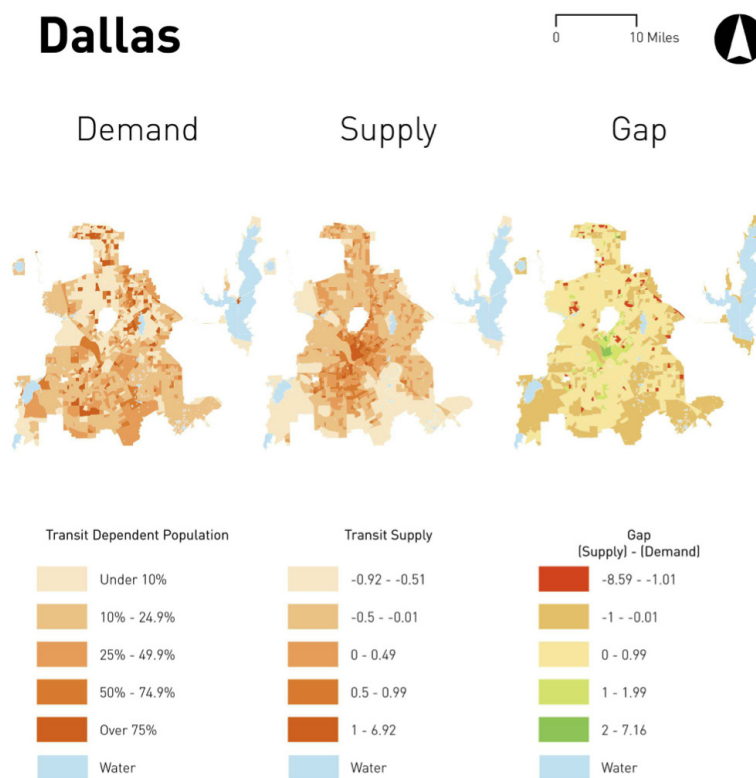 Dallas
0 10 Miles
Demand
Supply
Gap
Transit Dependent Population
Under 10%
10% - 24.9%
25% - 49.9%
50% - 74.9%
Over 75%
Water
Transit Supply
-0.92 - -0.51
-0.5 - -0.01
0 - 0.49
0.5 - 0.99
1 - 6.92
Water
Gap
(Supply) - (Demand)
-8.59 - -1.01
-1 - -0.01
0 - 0.99
1 - 1.99
2 - 7.16
Water